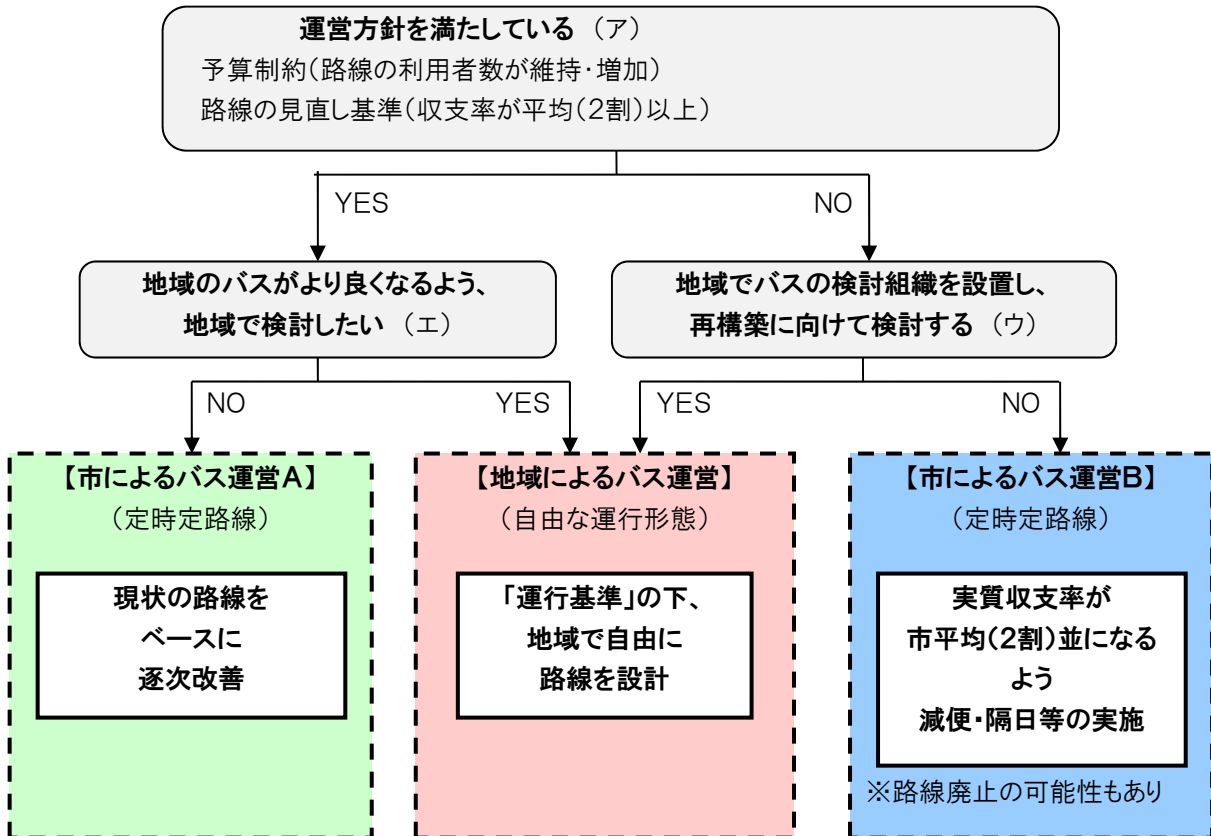 運営方針を満たしている（ア）
予算制約（路線の利用者数が維持・増加）
路線の見直し基準（収支率が平均（２割）以上）
YES
NO
地域のバスがより良くなるよう、
地域で検討したい（エ）
地域でバスの検討組織を設置し、
再構築に向けて検討する（ウ）
NO
YES
YES
NO
【市によるバス運営Ａ】
（定時定路線）
現状の路線を
ベースに
逐次改善
【地域によるバス運営】
（自由な運行形態）
「運行基準」の下、
地域で自由に
路線を設計
【市によるバス運営Ｂ】
（定時定路線）
実質収支率が
市平均（２割）並になる
よう
減便・隔日等の実施
※路線廃止の可能性もあり